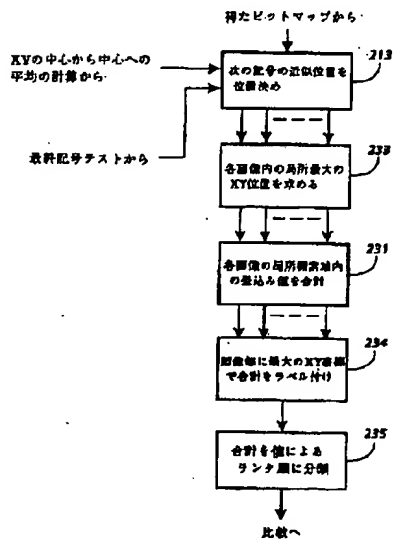 得たビットマップから
XYの中心から中心への
平均の計算から
最終記号テストから
次の記号の近似位置を
位置決め
213
各画像内の局所最大の
XY位置を求める
233
各画像の局所探索域内
の畳込み値を合計
231
画像毎に最大のXY座標
で合計をラベル付け
234
合計を値による
ランク順に分類
235
比較へ